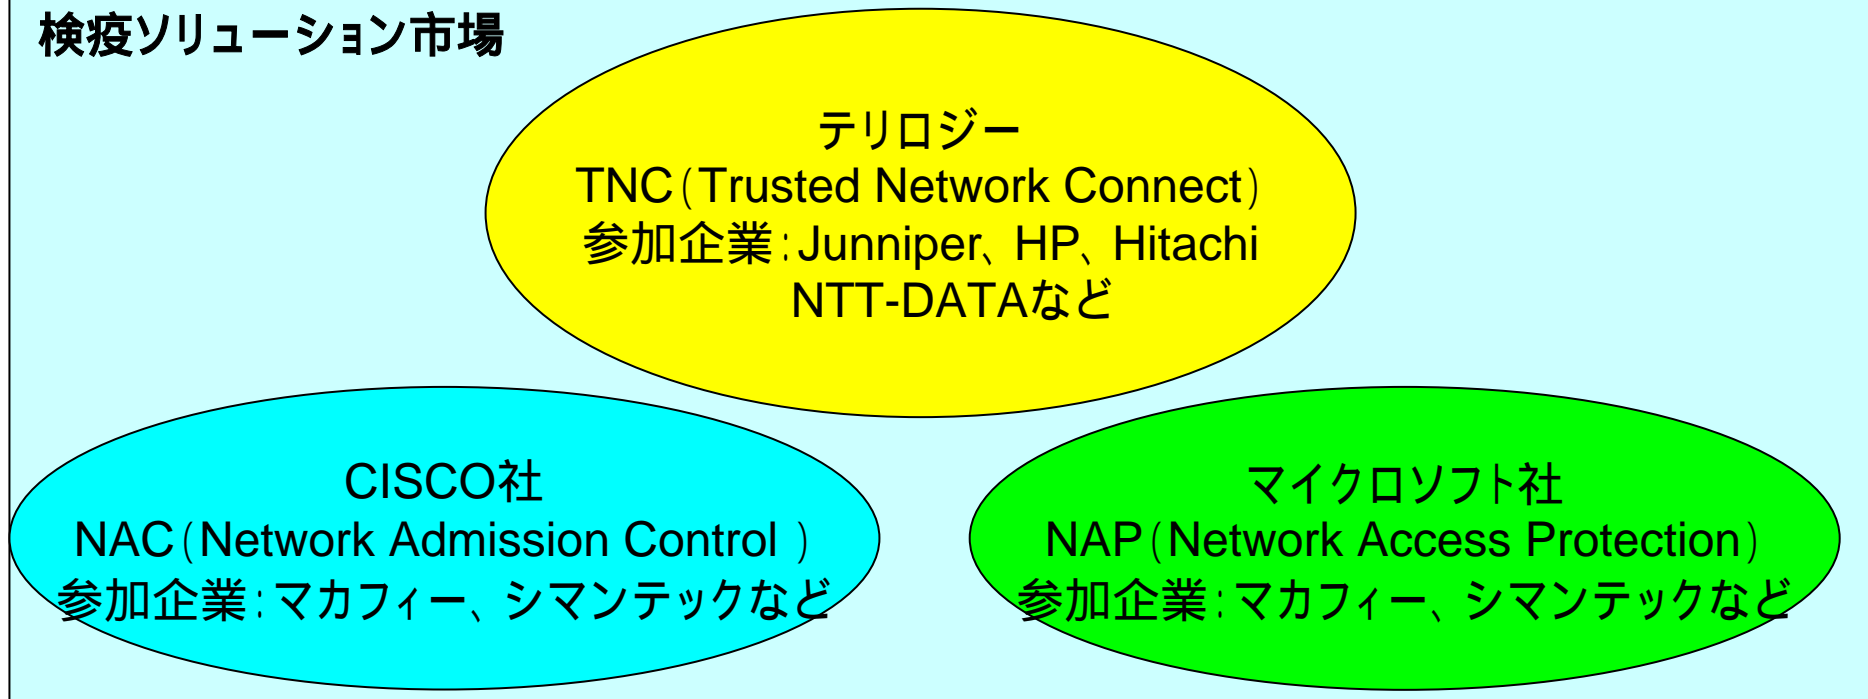 検疫ソリューション市場
テリロジー
TNC(Trusted Network Connect)
参加企業:Junniper、HP、Hitachi
NTT-DATAなど
CISCO社
NAC(Network Admission Control )
参加企業:マカフィー、シマンテックなど
マイクロソフト社
NAP(Network Access Protection)
参加企業:マカフィー、シマンテックなど